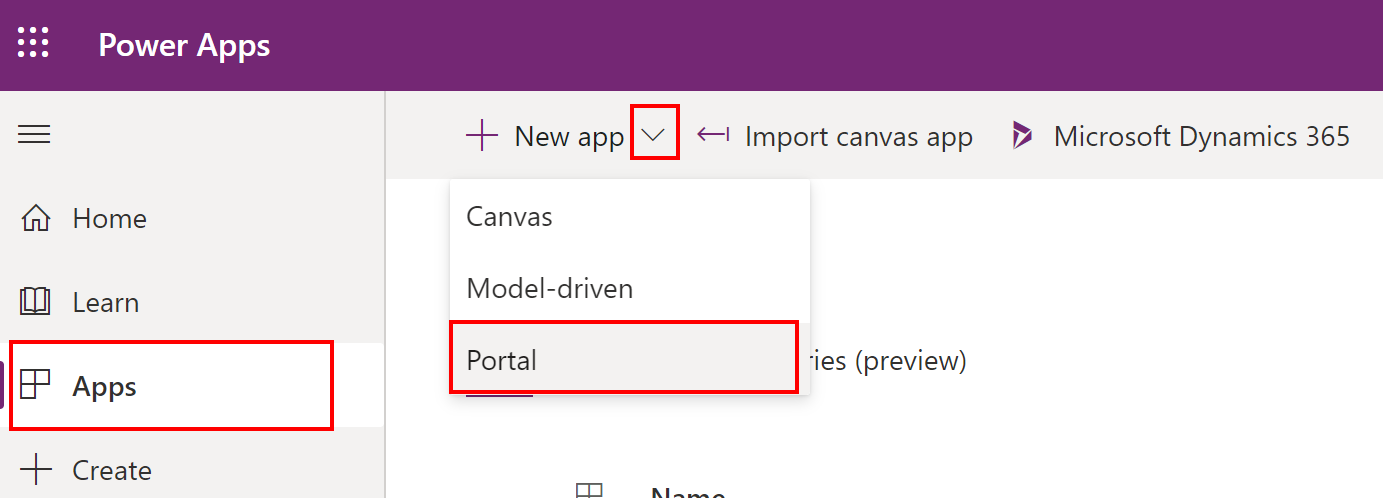 Power Apps
New app
Import canvas app
Microsoft Dynamics 365
Home
Learn
Apps
Create
Canvas
Model-driven
Portal
(preview)
Name